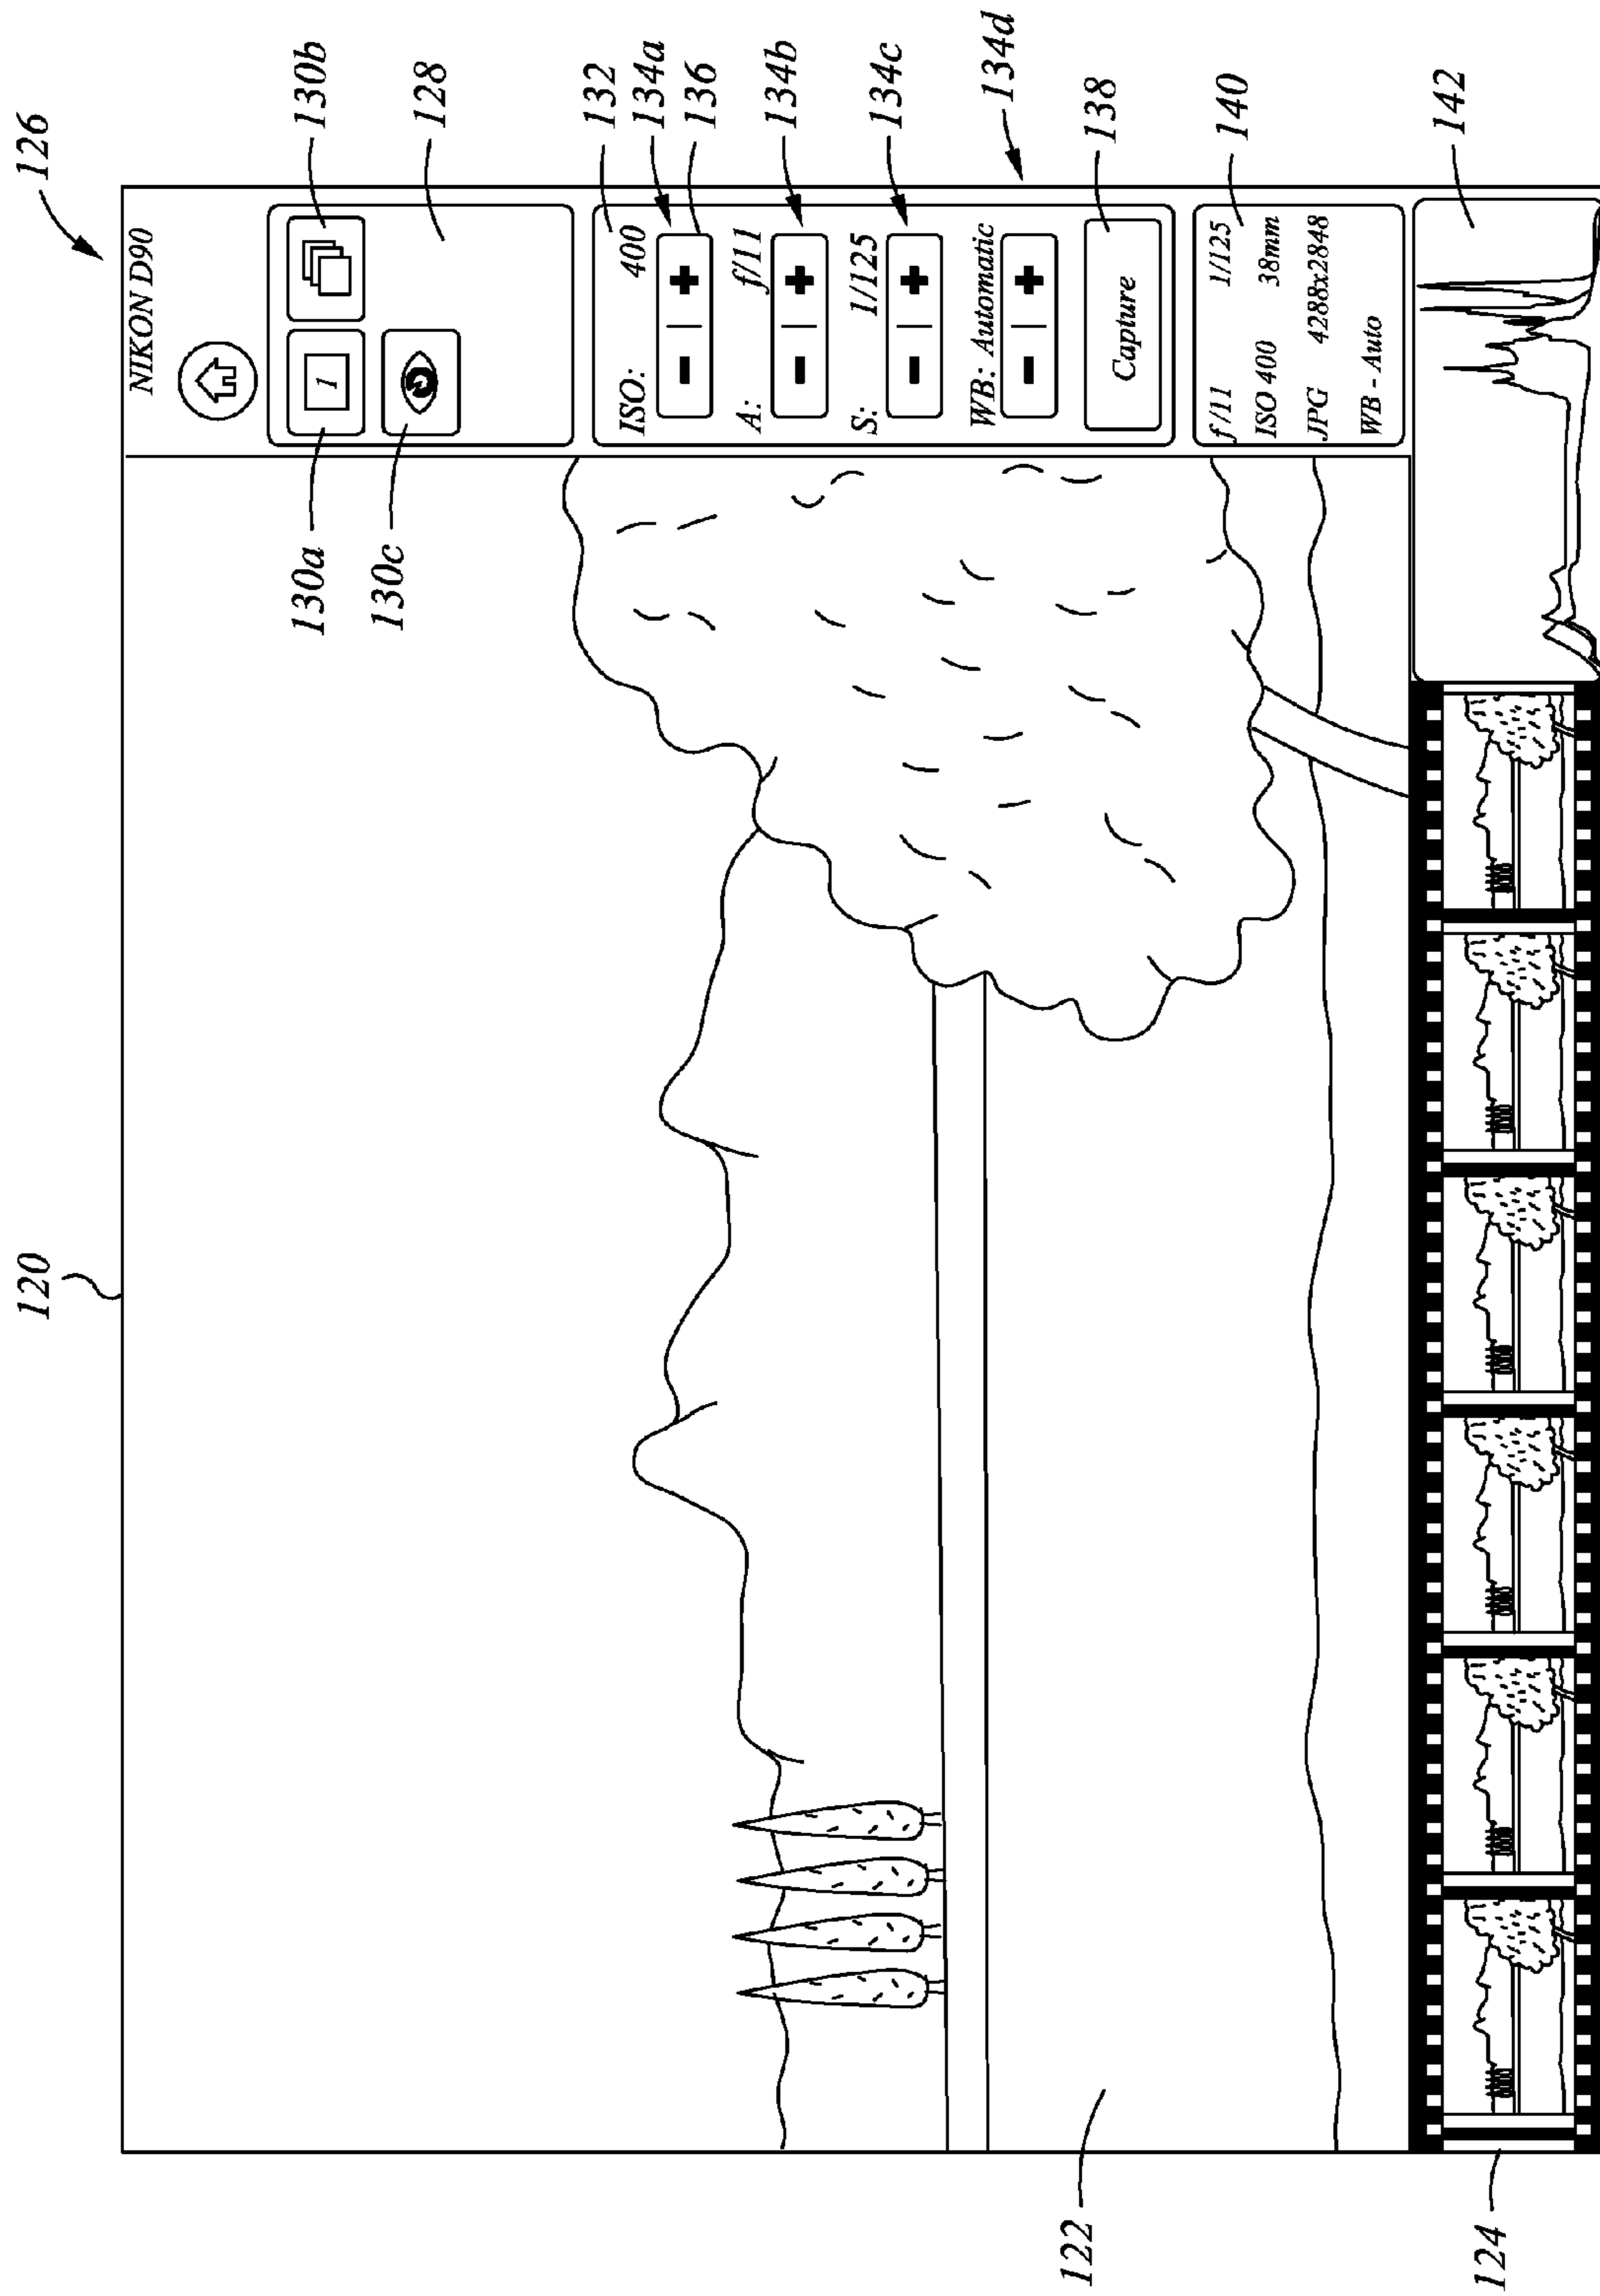 126
120
NIKON D90
130b
130a
1
130c
128
132
ISO: 400
134a
136
A: f/11
134b
S: 1/125
134c
WB: Automatic
134d
Capture
138
f/11 1/125
140
ISO 400 38mm
JPG 4288x2848
WB - Auto
142
122
124